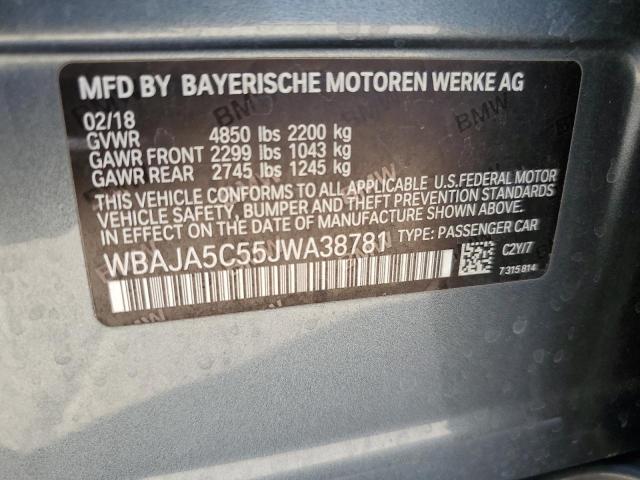 MFD BY BAYERISCHE MOTOREN WERKE AG
02/18
GVWR 4850 lbs 2200 kg
GAWR FRONT 2299 lbs 1043 kg
GAWR REAR 2745 lbs 1245 kg
THIS VEHICLE CONFORMS TO ALL APPLICABLE U.S.FEDERAL MOTOR
VEHICLE SAFETY, BUMPER AND THEFT PREVENTION STANDARDS
IN EFFECT ON THE DATE OF MANUFACTURE SHOWN ABOVE.
WBAJA5C55JWA38781 TYPE: PASSENGER CAR
C2Y/7
7315814